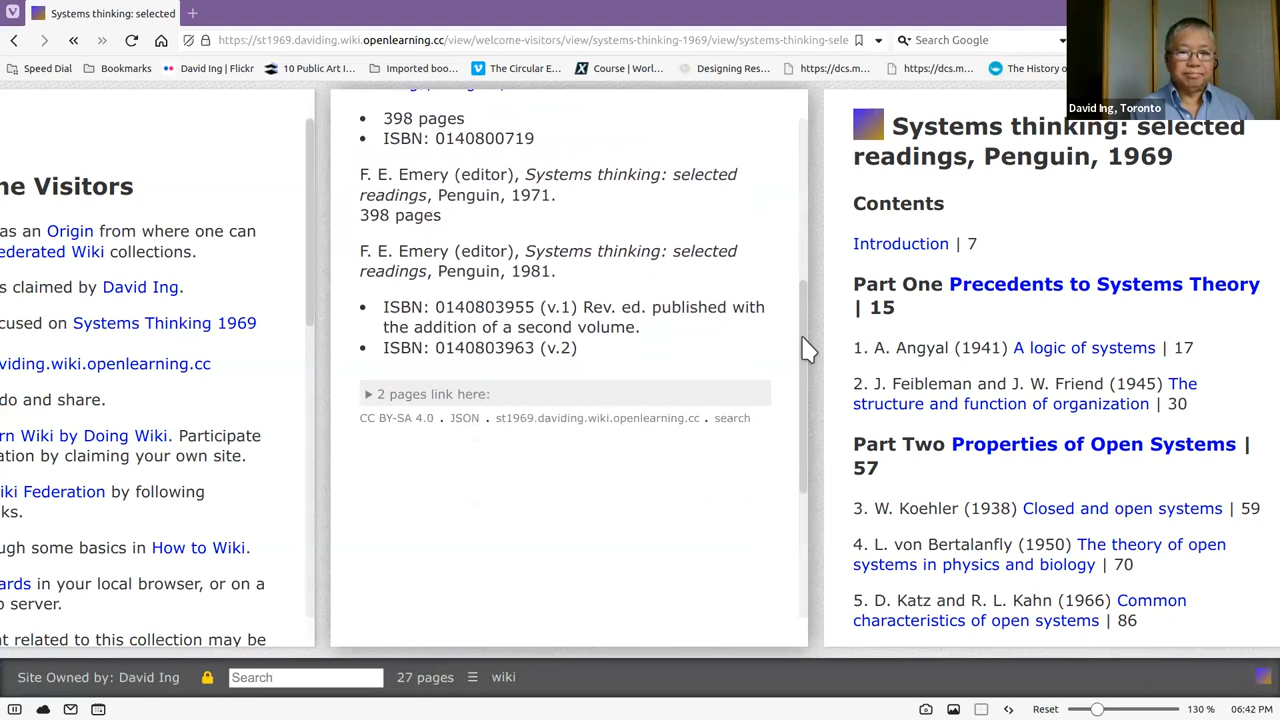 Systems thinking: selected
https://st1969.daviding.wiki.openlearning.cc/view/welcome-visitors/view/systems-thinking-1969/view/systems-thinking-sele
Search Google
Speed Dial
Bookmarks
David Ing | Flickr
10 Public Art I...
Imported boo...
The Circular E...
Course | Worl...
Designing Res...
https://dcs.m...
https://dcs.m...
The History o
David Ing, Toronto
ne Visitors
as an Origin from where one can
ederated Wiki collections.
s claimed by David Ing.
cused on Systems Thinking 1969
viding.wiki.openlearning.cc
do and share.
rn Wiki by Doing Wiki. Participate
ation by claiming your own site.
iki Federation by following
ks.
ugh some basics in How to Wiki.
ards in your local browser, or on a
o server.
nt related to this collection may be
• 398 pages
• ISBN: 0140800719
F. E. Emery (editor), Systems thinking: selected
readings, Penguin, 1971.
398 pages
F. E. Emery (editor), Systems thinking: selected
readings, Penguin, 1981.
• ISBN: 0140803955 (v.1) Rev. ed. published with
the addition of a second volume.
• ISBN: 0140803963 (v.2)
2 pages link here:
CC BY-SA 4.0 . JSON . st1969.daviding.wiki.openlearning.cc . search
Systems thinking: selected
readings, Penguin, 1969
Contents
Introduction | 7
Part One Precedents to Systems Theory
| 15
1. A. Angyal (1941) A logic of systems | 17
2. J. Feibleman and J. W. Friend (1945) The
structure and function of organization | 30
Part Two Properties of Open Systems |
57
3. W. Koehler (1938) Closed and open systems | 59
4. L. von Bertalanfly (1950) The theory of open
systems in physics and biology | 70
5. D. Katz and R. L. Kahn (1966) Common
characteristics of open systems | 86
Site Owned by: David Ing
Search
27 pages
wiki
Reset
130 %
06:42 PM